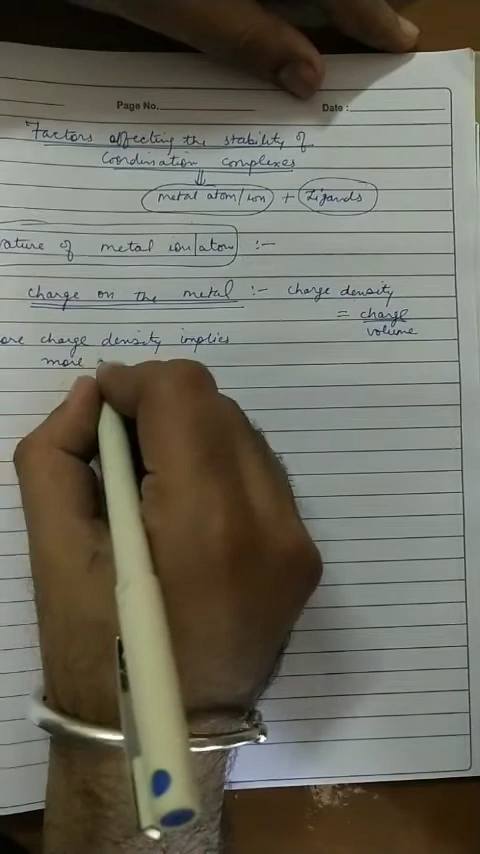 Page No.
Date :
Factors affecting the stability of
Coordination complexes
metal atom/ion + Ligands
ature of metal ion/atom :-
charge on the metal :- charge density
= charge
volume
ore charge density implies
more